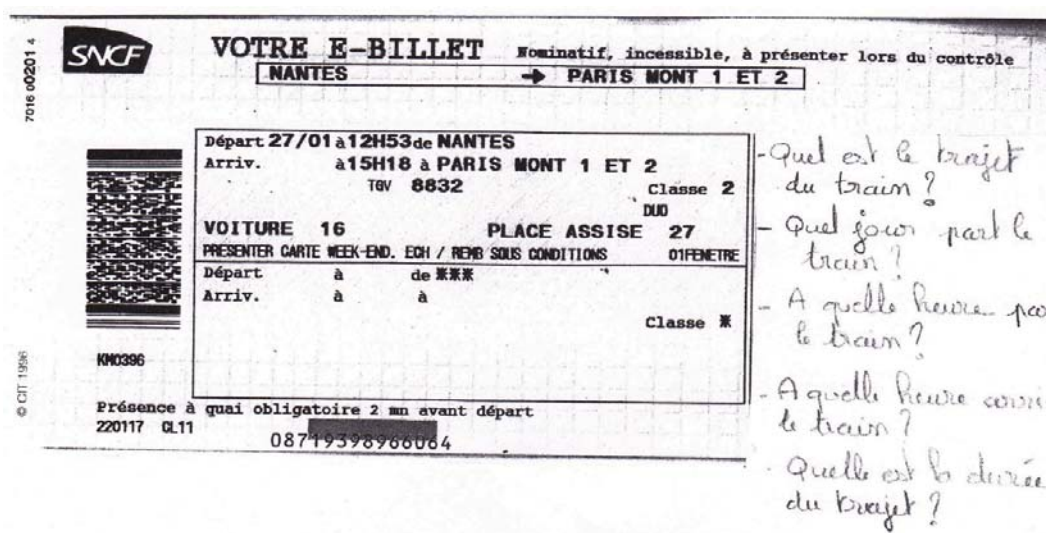 7016 002201 4
SNCF
VOTRE E-BILLET Nominatif, incessible, à présenter lors du contrôle
NANTES → PARIS MONT 1 ET 2
Départ 27/01 à 12H53 de NANTES
Arriv. à 15H18 à PARIS MONT 1 ET 2
TGV 8832
Classe 2
DUO
VOITURE 16 PLACE ASSISE 27
PRESENTER CARTE WEEK-END. ECH / REMB SOUS CONDITIONS 01FENETRE
Départ à de ***
Arriv. à à
Classe *
KM0396
© CIT 1996
Présence à quai obligatoire 2 mn avant départ
220117 GL11
08719398966064
- Quel est le trajet
du train ?
- Quel jour part le
train ?
- A quelle heure par
le train ?
- A quelle heure arri
le train ?
- Quelle est la durée
du trajet ?